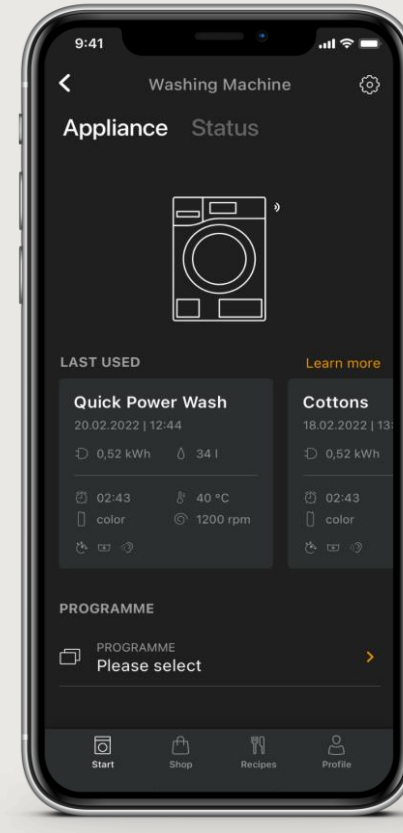 9:41
Washing Machine
Appliance Status
LAST USED Learn more
Quick Power Wash
20.02.2022 | 12:44
0,52 kWh 34 l
02:43 40 °C
color 1200 rpm
Cottons
18.02.2022 | 13:
0,52 kWh
02:43
color
PROGRAMME
PROGRAMME
Please select
Start Shop Recipes Profile